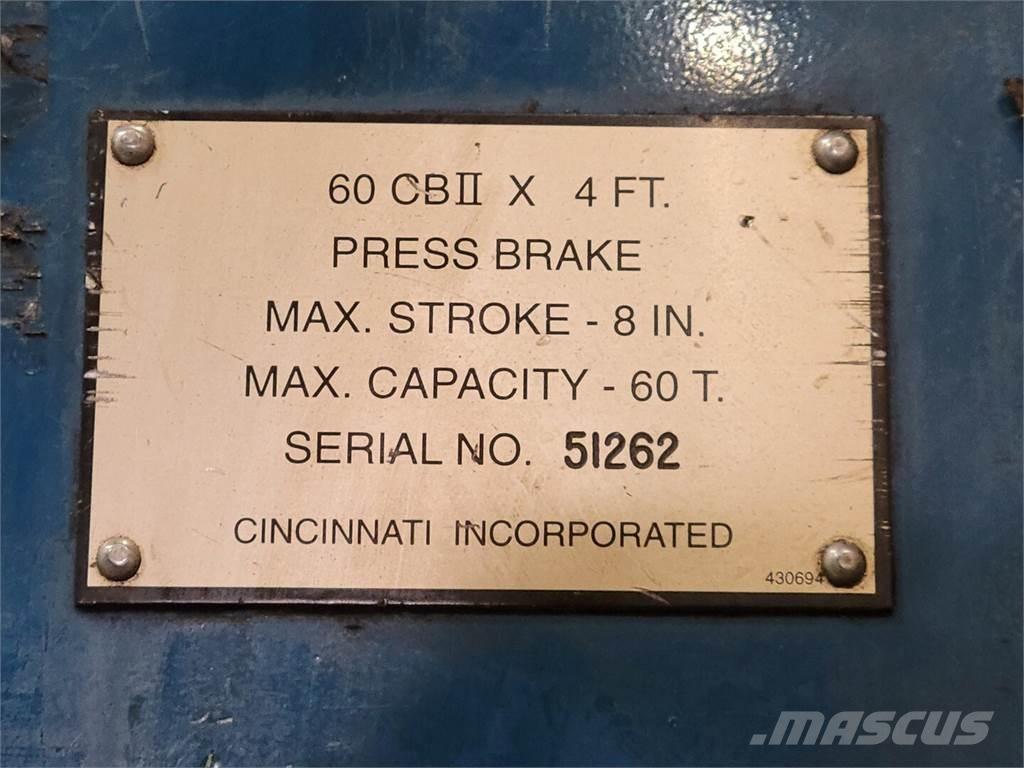 60 CBII X 4 FT.
PRESS BRAKE
MAX. STROKE - 8 IN.
MAX. CAPACITY - 60 T.
SERIAL NO. 51262
CINCINNATI INCORPORATED
430694
MASCUS